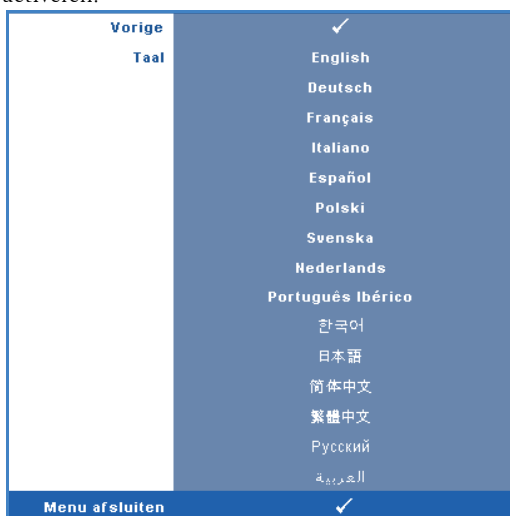 activeren.
Vorige ✓
Taal English
Deutsch
Français
Italiano
Español
Polski
Svenska
Nederlands
Português Ibérico
한국어
日本語
简体中文
繁體中文
Русский
العربية
Menu afsluiten ✓